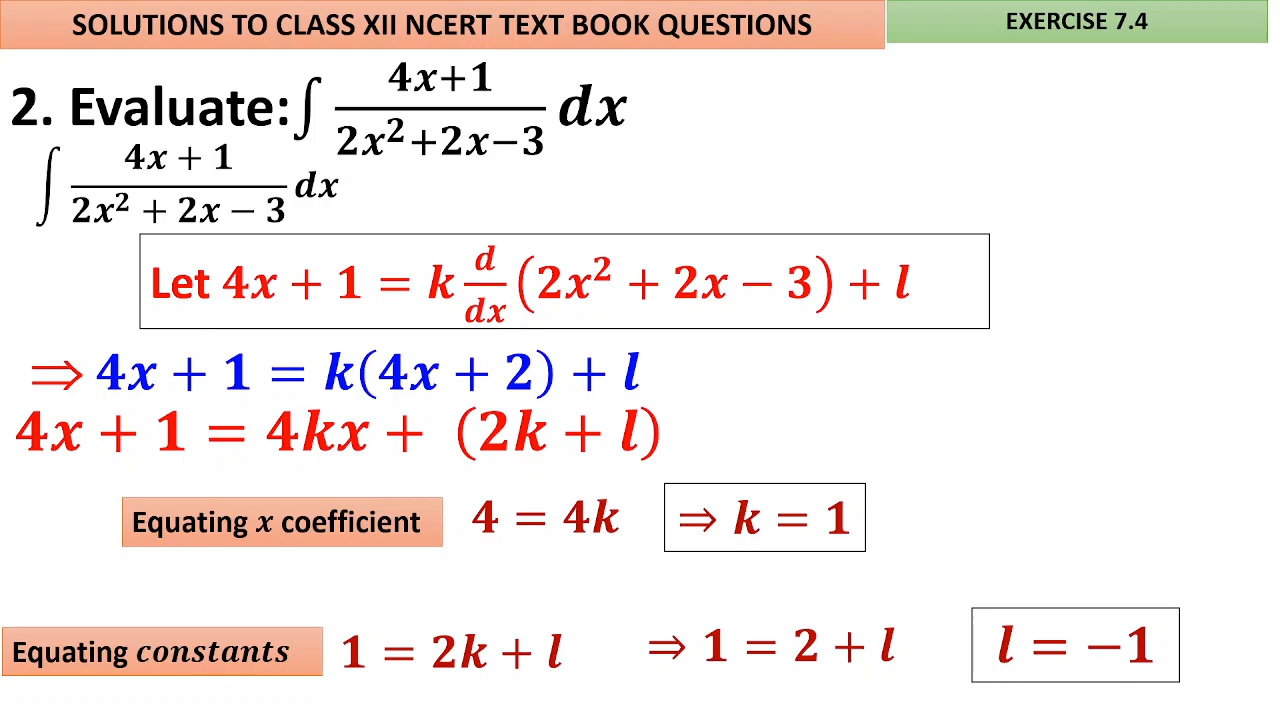 SOLUTIONS TO CLASS XII NCERT TEXT BOOK QUESTIONS
EXERCISE 7.4
2. Evaluate:∫ (4x+1)/(2x²+2x−3) dx
∫ (4x + 1)/(2x² + 2x − 3) dx
Let 4x + 1 = k d/dx (2x² + 2x − 3) + l
⇒ 4x + 1 = k(4x + 2) + l
4x + 1 = 4kx + (2k + l)
Equating x coefficient 4 = 4k ⇒ k = 1
Equating constants 1 = 2k + l ⇒ 1 = 2 + l l = −1